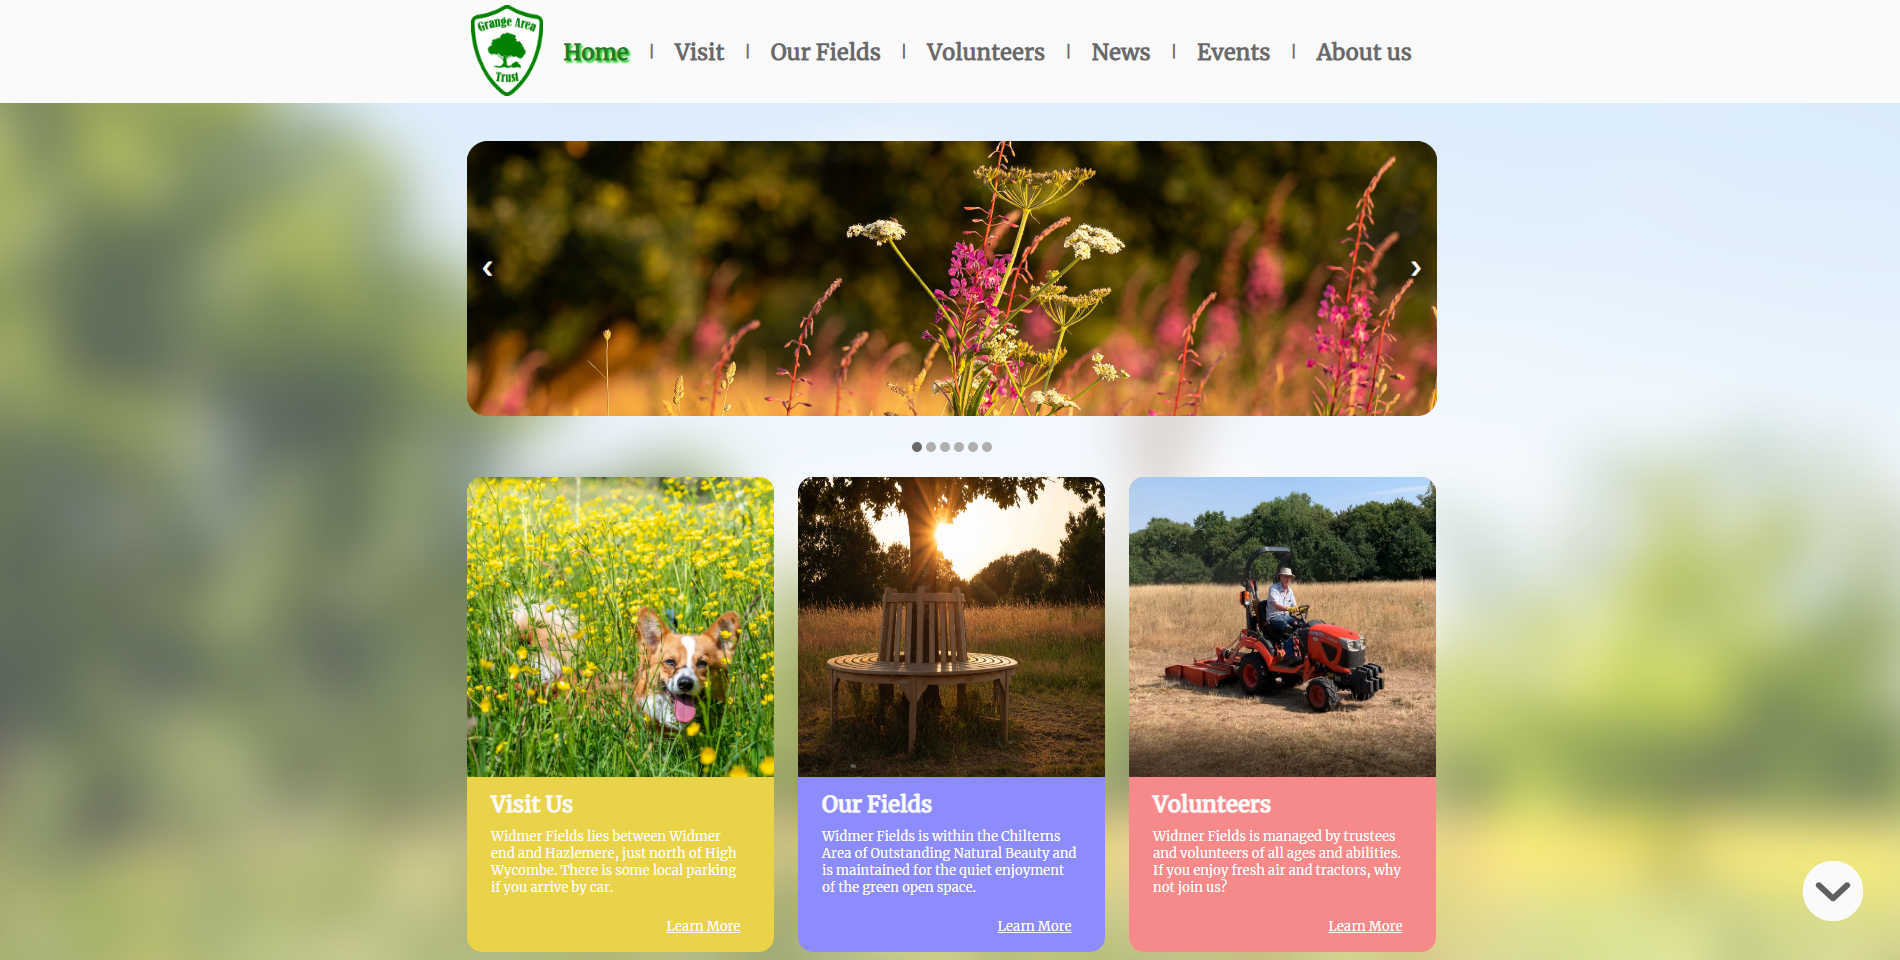 Grange Area
Trust
Home | Visit | Our Fields | Volunteers | News | Events | About us
Visit Us
Widmer Fields lies between Widmer
end and Hazlemere, just north of High
Wycombe. There is some local parking
if you arrive by car.
Learn More
Our Fields
Widmer Fields is within the Chilterns
Area of Outstanding Natural Beauty and
is maintained for the quiet enjoyment
of the green open space.
Learn More
Volunteers
Widmer Fields is managed by trustees
and volunteers of all ages and abilities.
If you enjoy fresh air and tractors, why
not join us?
Learn More